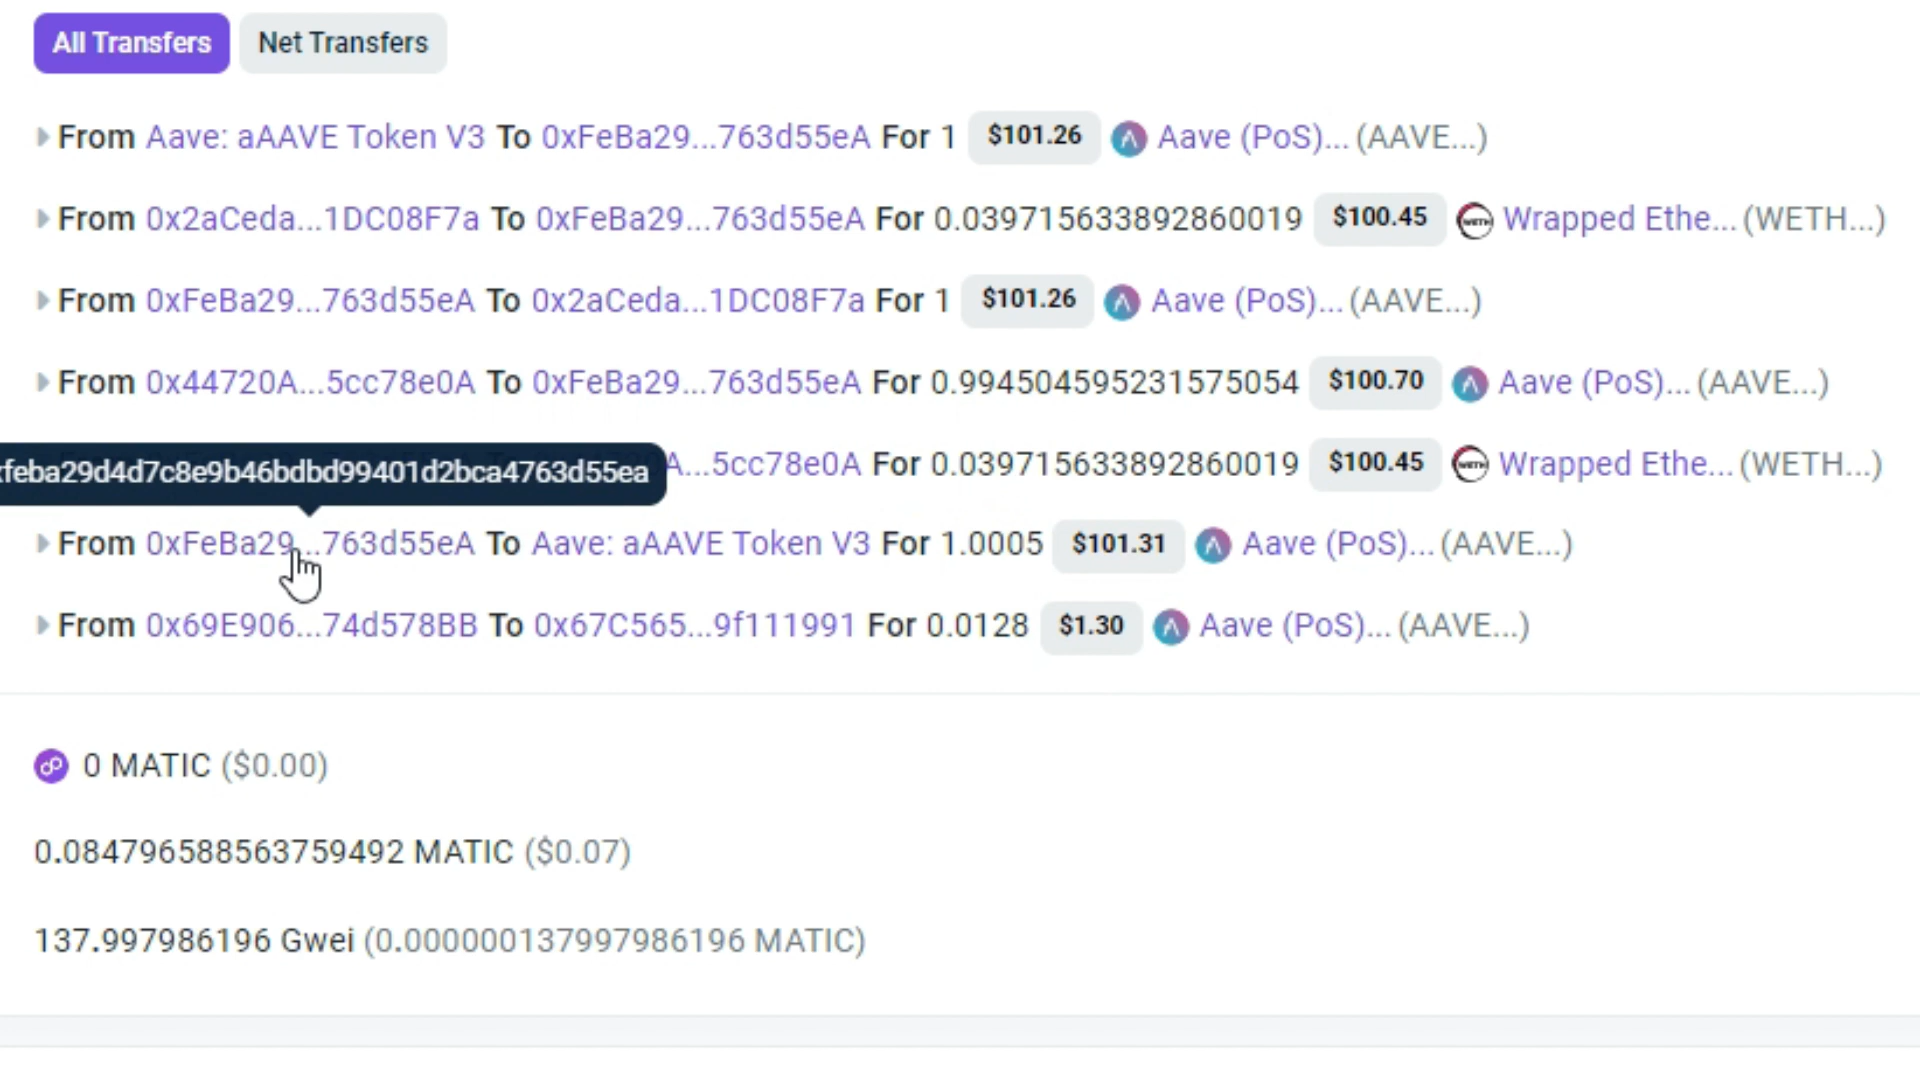 All Transfers Net Transfers
From Aave: aAAVE Token V3 To 0xFeBa29...763d55eA For 1 $101.26 Aave (PoS)... (AAVE...)
From 0x2aCeda...1DC08F7a To 0xFeBa29...763d55eA For 0.039715633892860019 $100.45 Wrapped Ethe... (WETH...)
From 0xFeBa29...763d55eA To 0x2aCeda...1DC08F7a For 1 $101.26 Aave (PoS)... (AAVE...)
From 0x44720A...5cc78e0A To 0xFeBa29...763d55eA For 0.994504595231575054 $100.70 Aave (PoS)... (AAVE...)
xfeba29d4d7c8e9b46bdbd99401d2bca4763d55ea A...5cc78e0A For 0.039715633892860019 $100.45 Wrapped Ethe... (WETH...)
From 0xFeBa29...763d55eA To Aave: aAAVE Token V3 For 1.0005 $101.31 Aave (PoS)... (AAVE...)
From 0x69E906...74d578BB To 0x67C565...9f111991 For 0.0128 $1.30 Aave (PoS)... (AAVE...)
0 MATIC ($0.00)
0.084796588563759492 MATIC ($0.07)
137.997986196 Gwei (0.000000137997986196 MATIC)